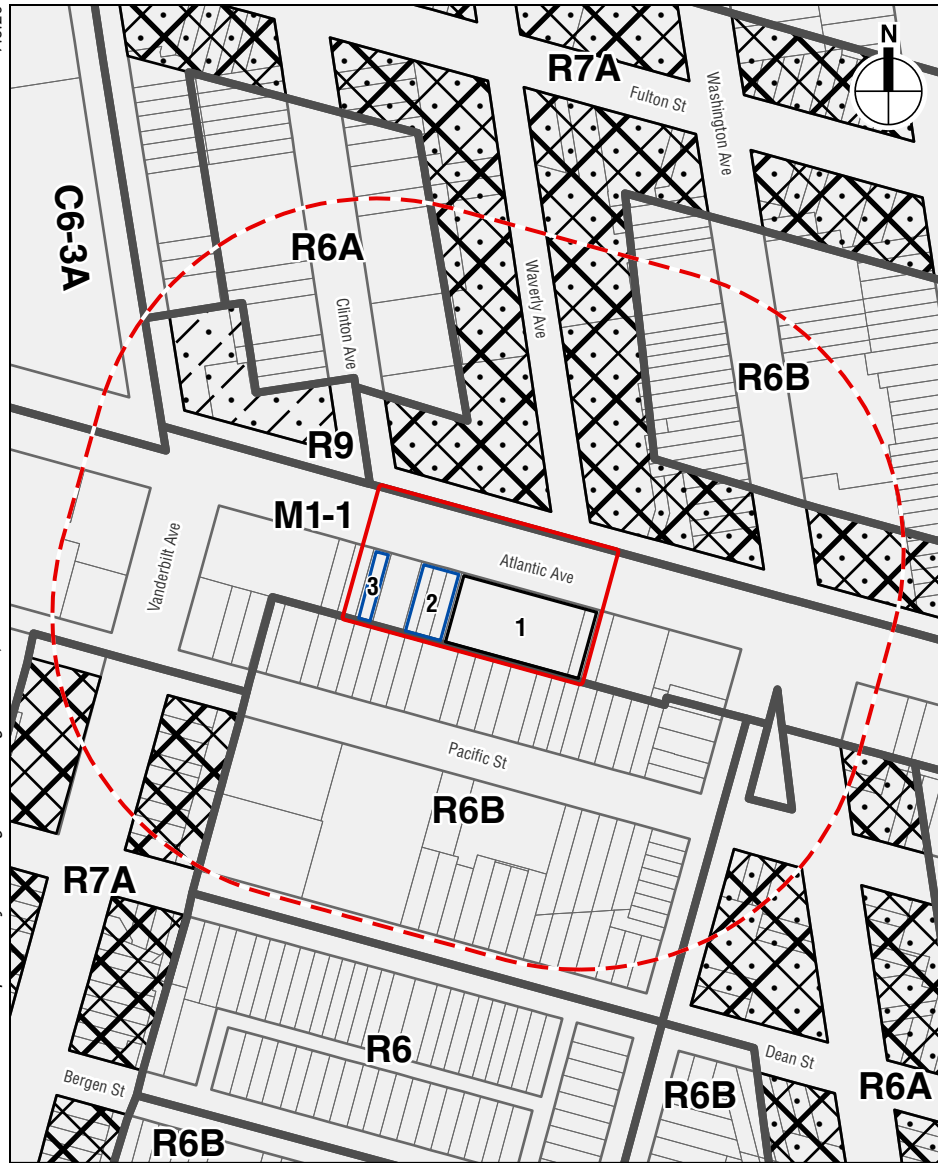 N
R7A
Fulton St
Washington Ave
C6-3A
R6A
Clinton Ave
Waverly Ave
R6B
R9
M1-1
Vanderbilt Ave
Atlantic Ave
3
2
1
Pacific St
R6B
R7A
R6
Dean St
R6B
R6A
Bergen St
R6B